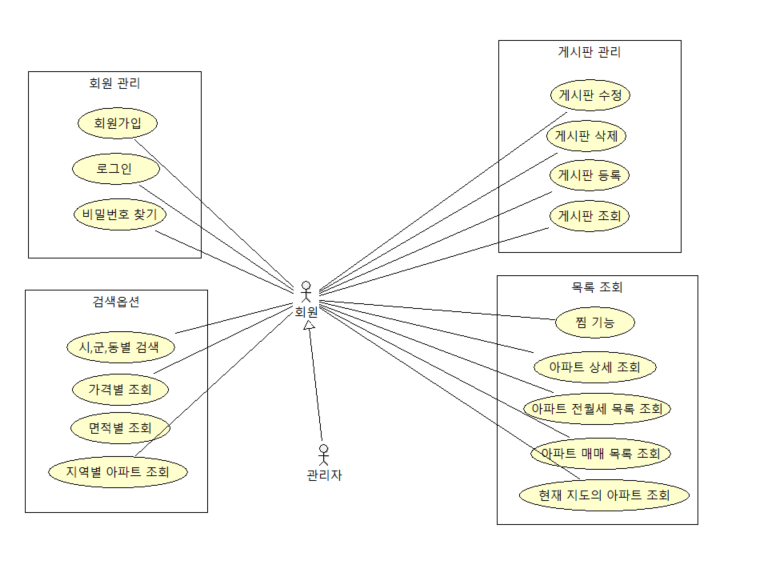 회원 관리
회원가입
로그인
비밀번호 찾기
게시판 관리
게시판 수정
게시판 삭제
게시판 등록
게시판 조회
회원
검색옵션
시,군,동별 검색
가격별 조회
면적별 조회
지역별 아파트 조회
목록 조회
찜 기능
아파트 상세 조회
아파트 전월세 목록 조회
아파트 매매 목록 조회
현재 지도의 아파트 조회
관리자